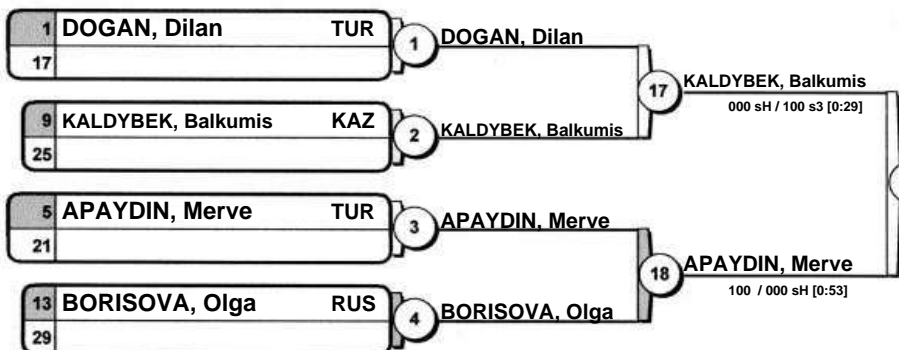 1 DOGAN, Dilan TUR
17
1 DOGAN, Dilan
9 KALDYBEK, Balkumis KAZ
25
2 KALDYBEK, Balkumis
17 KALDYBEK, Balkumis
000 sH / 100 s3 [0:29]
5 APAYDIN, Merve TUR
21
3 APAYDIN, Merve
13 BORISOVA, Olga RUS
29
4 BORISOVA, Olga
18 APAYDIN, Merve
100 / 000 sH [0:53]